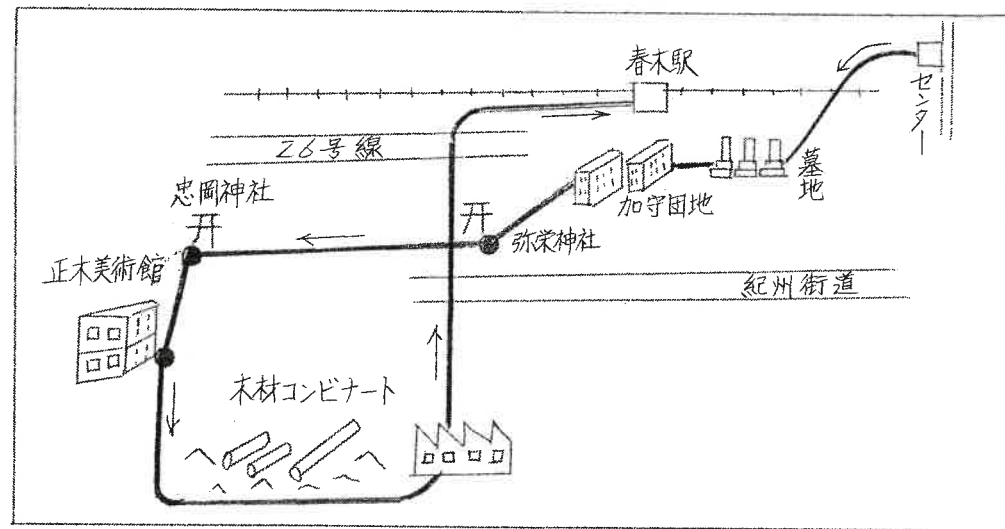 春木駅
センター
26号線
墓地
忠岡神社
加守団地
弥栄神社
正木美術館
紀州街道
木材コンビナート